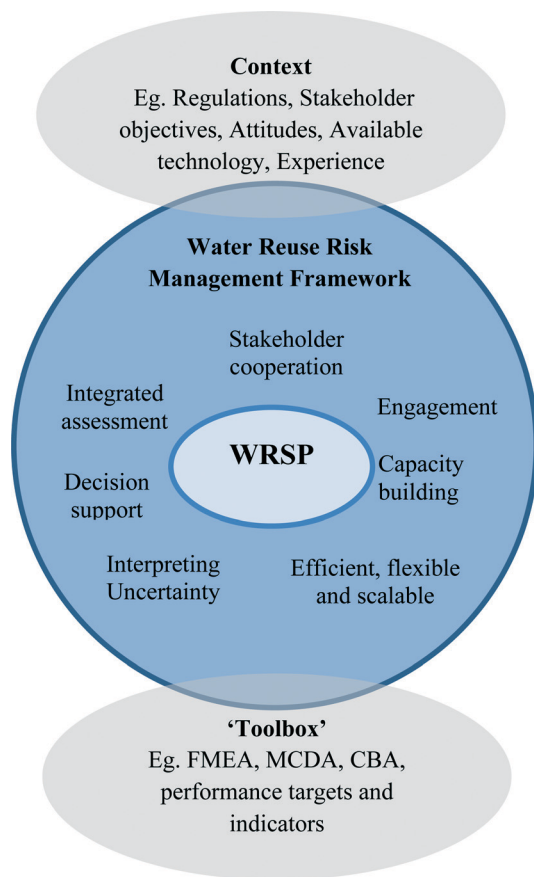 Context
Eg. Regulations, Stakeholder
objectives, Attitudes, Available
technology, Experience
Water Reuse Risk
Management Framework
Stakeholder
cooperation
Integrated
assessment
Engagement
WRSP
Decision
support
Capacity
building
Interpreting
Uncertainty
Efficient, flexible
and scalable
‘Toolbox’
Eg. FMEA, MCDA, CBA,
performance targets and
indicators